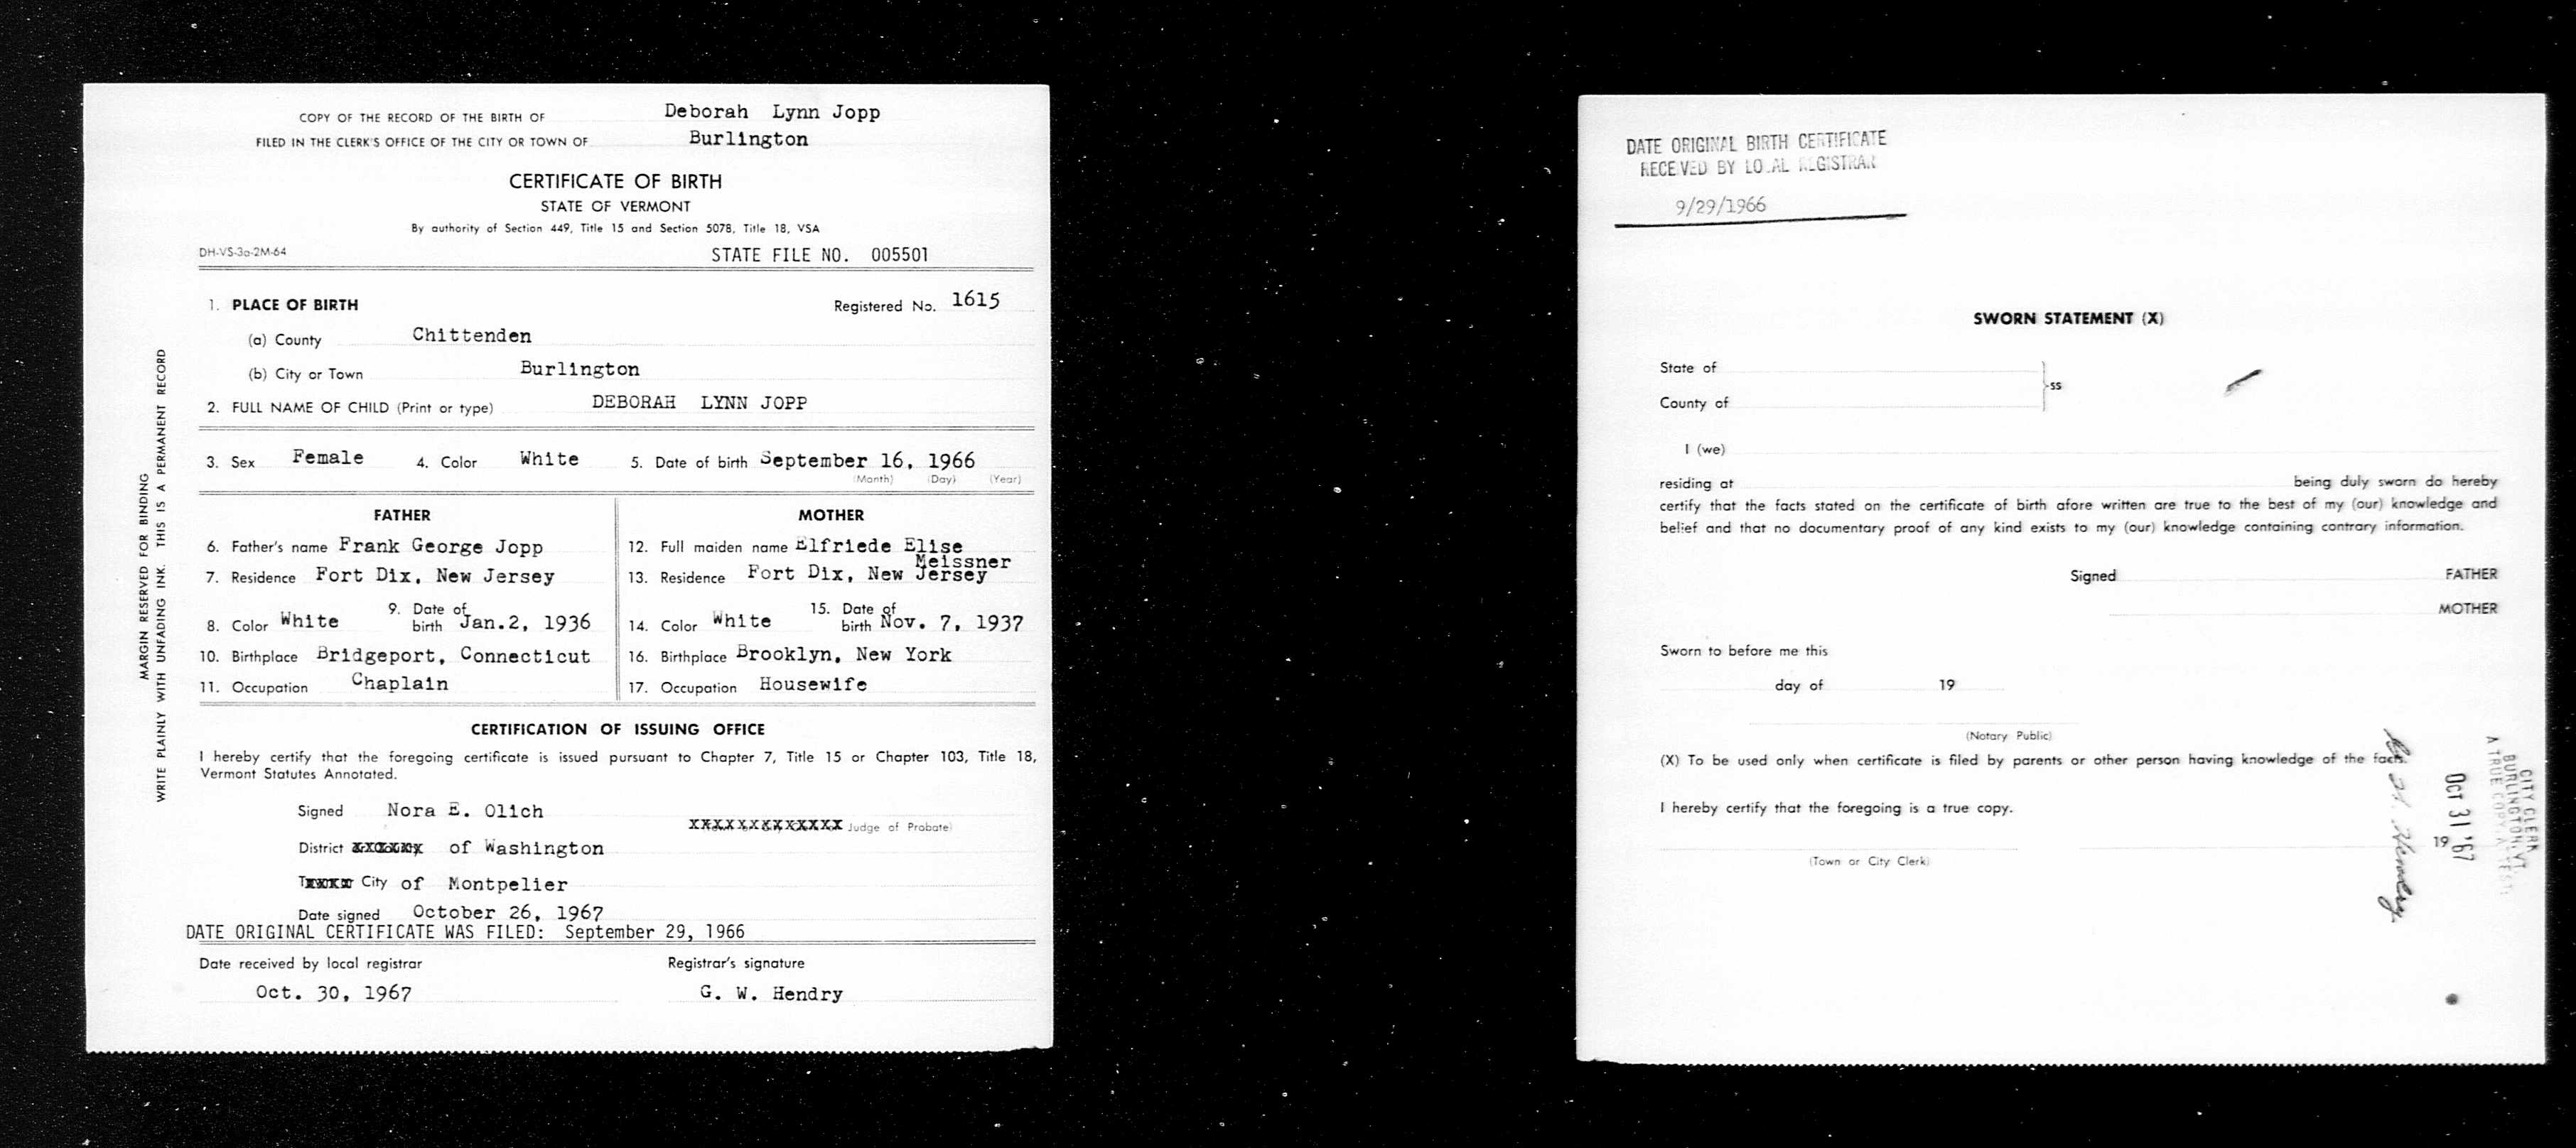 COPY OF THE RECORD OF THE BIRTH OF Deborah Lynn Jopp
FILED IN THE CLERK'S OFFICE OF THE CITY OR TOWN OF Burlington
CERTIFICATE OF BIRTH
STATE OF VERMONT
By authority of Section 449, Title 15 and Section 5078, Title 18, VSA
DH-VS-3a-2M-64 STATE FILE NO. 005501
1. PLACE OF BIRTH Registered No. 1615
(a) County Chittenden
(b) City or Town Burlington
2. FULL NAME OF CHILD (Print or type) DEBORAH LYNN JOPP
3. Sex Female 4. Color White 5. Date of birth September 16, 1966
(Month) (Day) (Year)
FATHER
6. Father's name Frank George Jopp
7. Residence Fort Dix, New Jersey
8. Color White 9. Date of birth Jan.2, 1936
10. Birthplace Bridgeport, Connecticut
11. Occupation Chaplain
MOTHER
12. Full maiden name Elfriede Elise
Meissner
13. Residence Fort Dix, New Jersey
14. Color White 15. Date of birth Nov. 7, 1937
16. Birthplace Brooklyn, New York
17. Occupation Housewife
CERTIFICATION OF ISSUING OFFICE
I hereby certify that the foregoing certificate is issued pursuant to Chapter 7, Title 15 or Chapter 103, Title 18,
Vermont Statutes Annotated.
Signed Nora E. Olich
XXXXXXXXXXXXX Judge of Probate)
District of Washington
City of Montpelier
Date signed October 26, 1967
DATE ORIGINAL CERTIFICATE WAS FILED: September 29, 1966
Date received by local registrar Registrar's signature
Oct. 30, 1967 G. W. Hendry
MARGIN RESERVED FOR BINDING
WRITE PLAINLY WITH UNFADING INK. THIS IS A PERMANENT RECORD
DATE ORIGINAL BIRTH CERTIFICATE
RECEIVED BY LOCAL REGISTRAR
9/29/1966
SWORN STATEMENT (X)
State of
ss
County of
I (we)
residing at being duly sworn do hereby
certify that the facts stated on the certificate of birth afore written are true to the best of my (our) knowledge and
belief and that no documentary proof of any kind exists to my (our) knowledge containing contrary information.
Signed FATHER
MOTHER
Sworn to before me this
day of 19
(Notary Public)
(X) To be used only when certificate is filed by parents or other person having knowledge of the facts.
I hereby certify that the foregoing is a true copy.
19
(Town or City Clerk)
Hendry
OCT 31 '67
A TRUE COPY ATTEST:
BURLINGTON, VT.
CITY CLERK